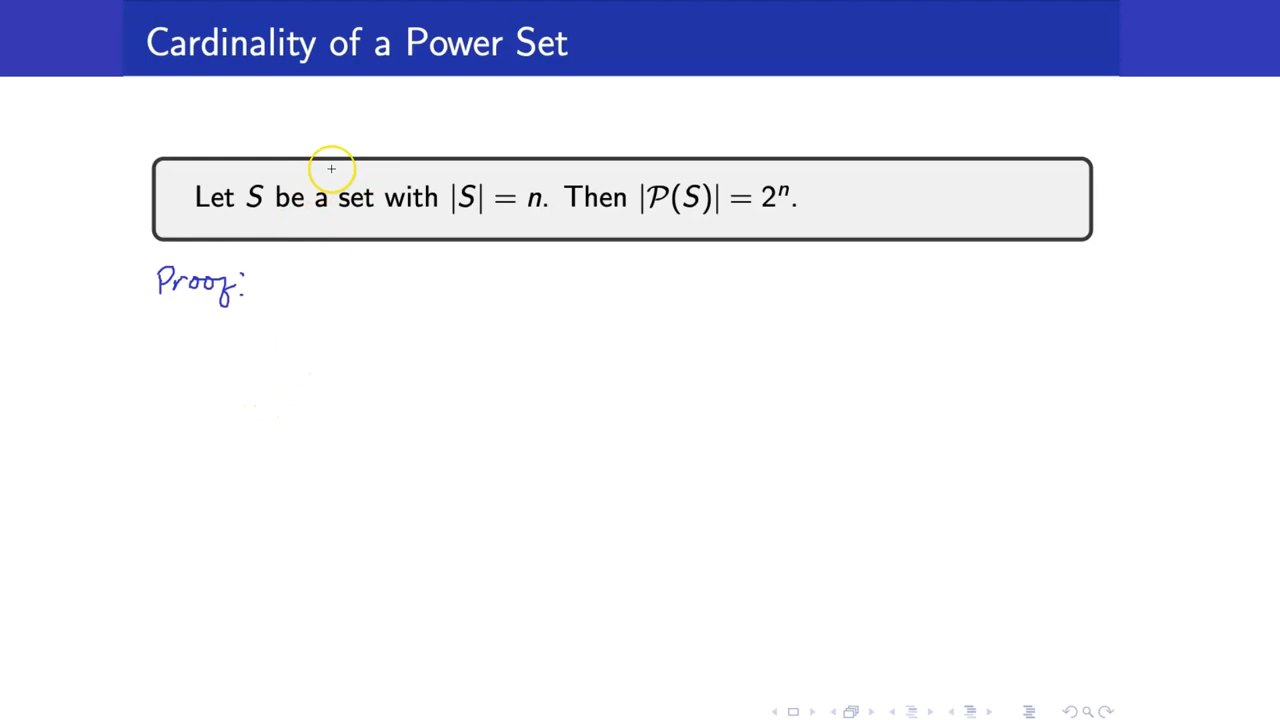 Cardinality of a Power Set
Let S be a set with |S| = n. Then |𝒫(S)| = 2ⁿ.
Proof: